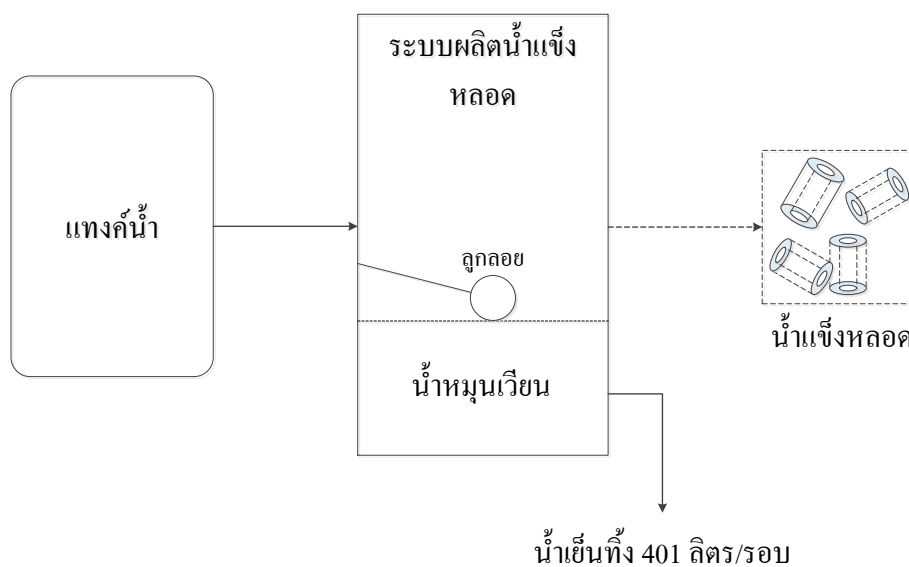 ระบบผลิตน้ำแข็ง
หลอด
แทงค์น้ำ
ลูกลอย
น้ำแข็งหลอด
น้ำหมุนเวียน
น้ำเย็นทิ้ง 401 ลิตร/รอบ